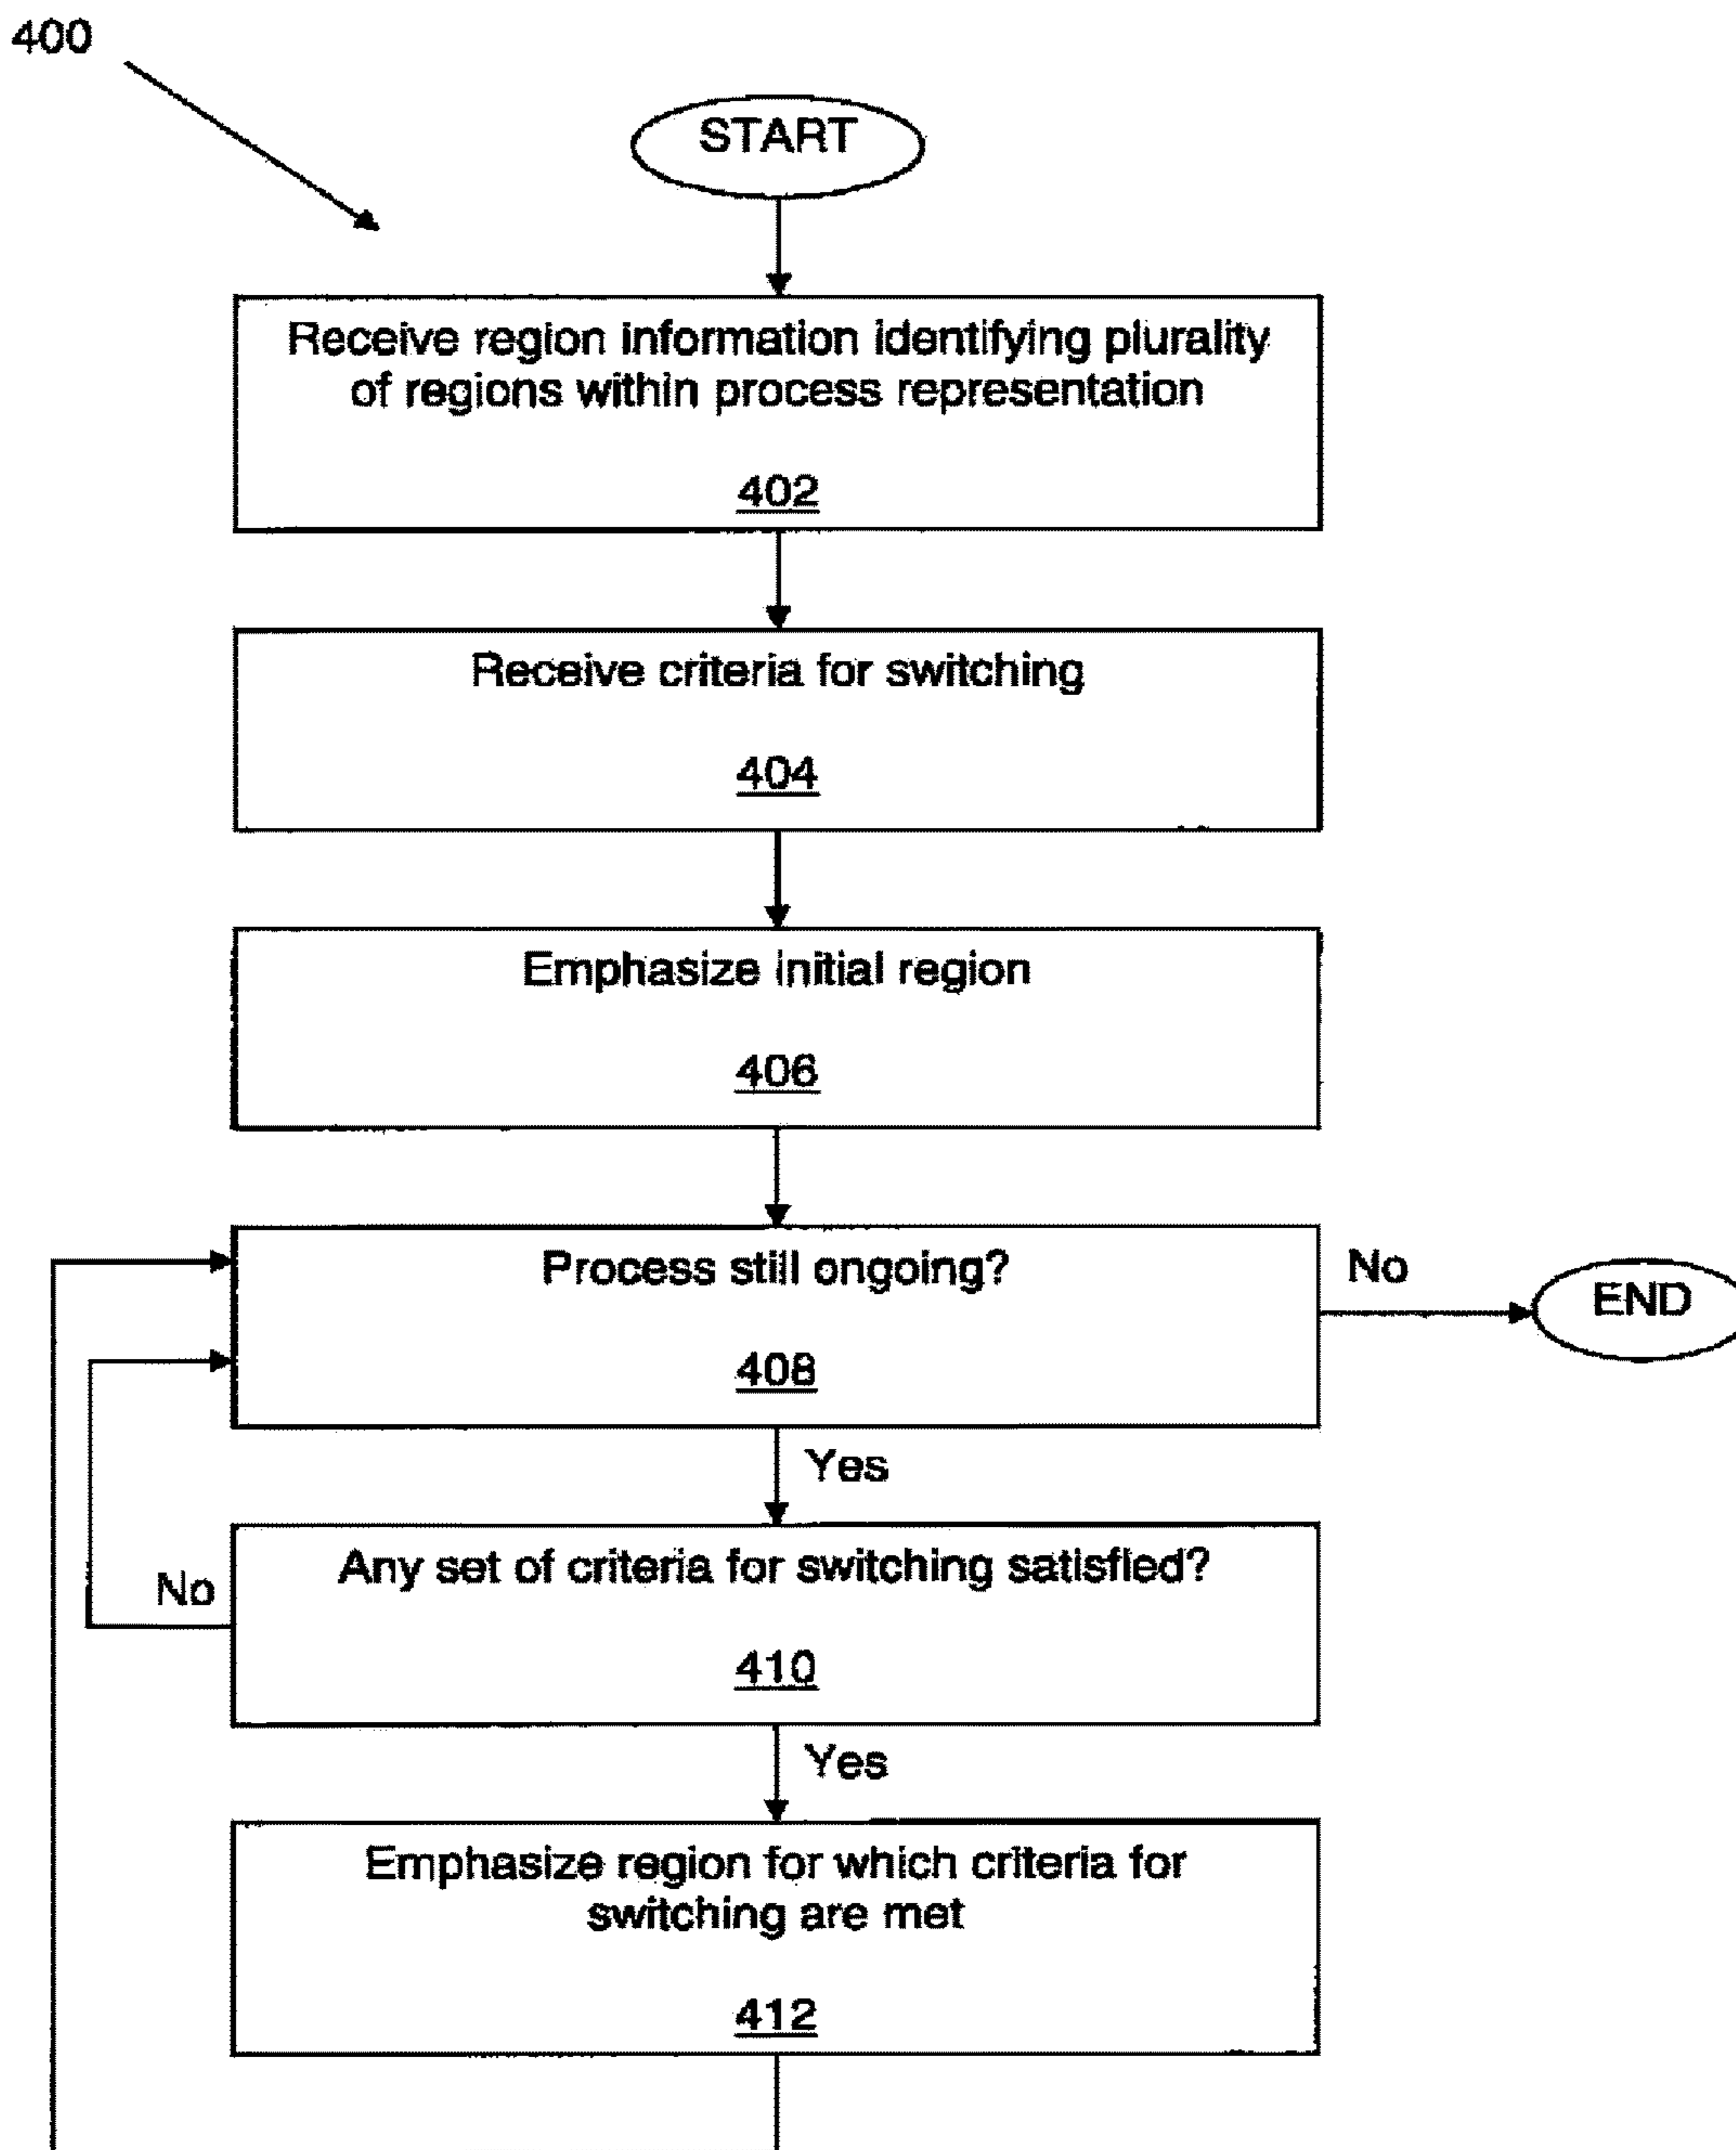 400
START
Receive region information identifying plurality
of regions within process representation
402
Receive criteria for switching
404
Emphasize initial region
406
Process still ongoing?
408
No
END
Yes
Any set of criteria for switching satisfied?
410
No
Yes
Emphasize region for which criteria for
switching are met
412